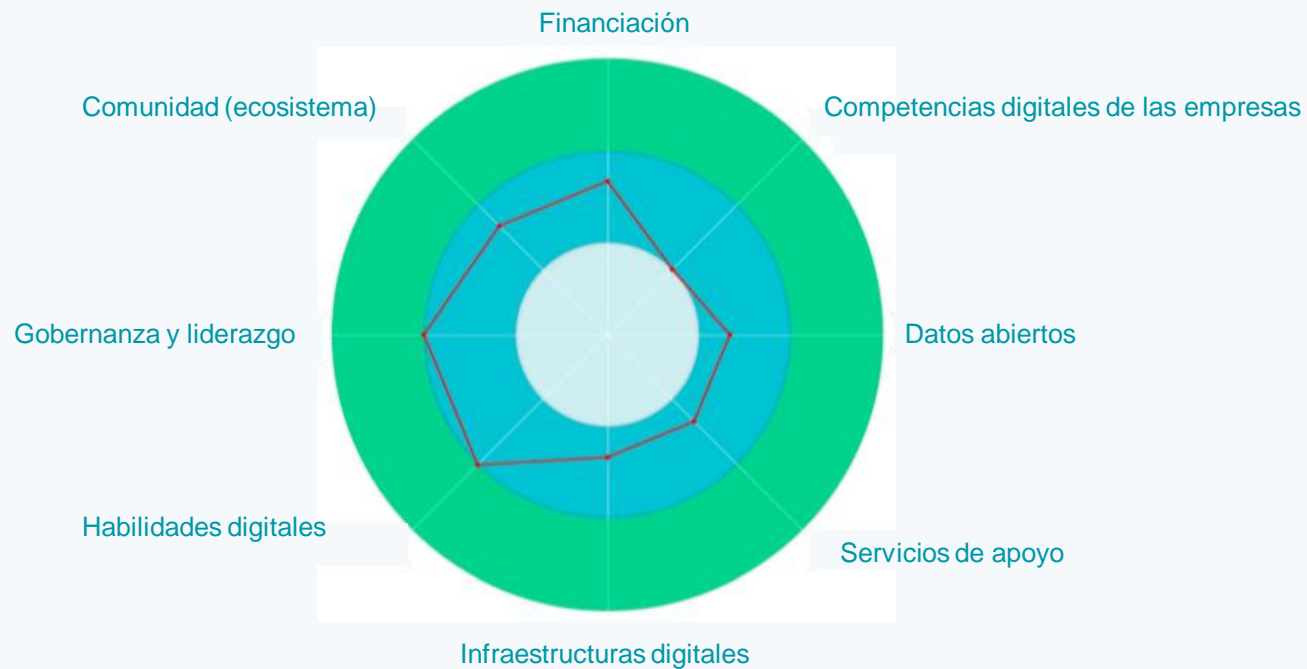 Financiación
Comunidad (ecosistema)
Competencias digitales de las empresas
Gobernanza y liderazgo
Datos abiertos
Habilidades digitales
Servicios de apoyo
Infraestructuras digitales